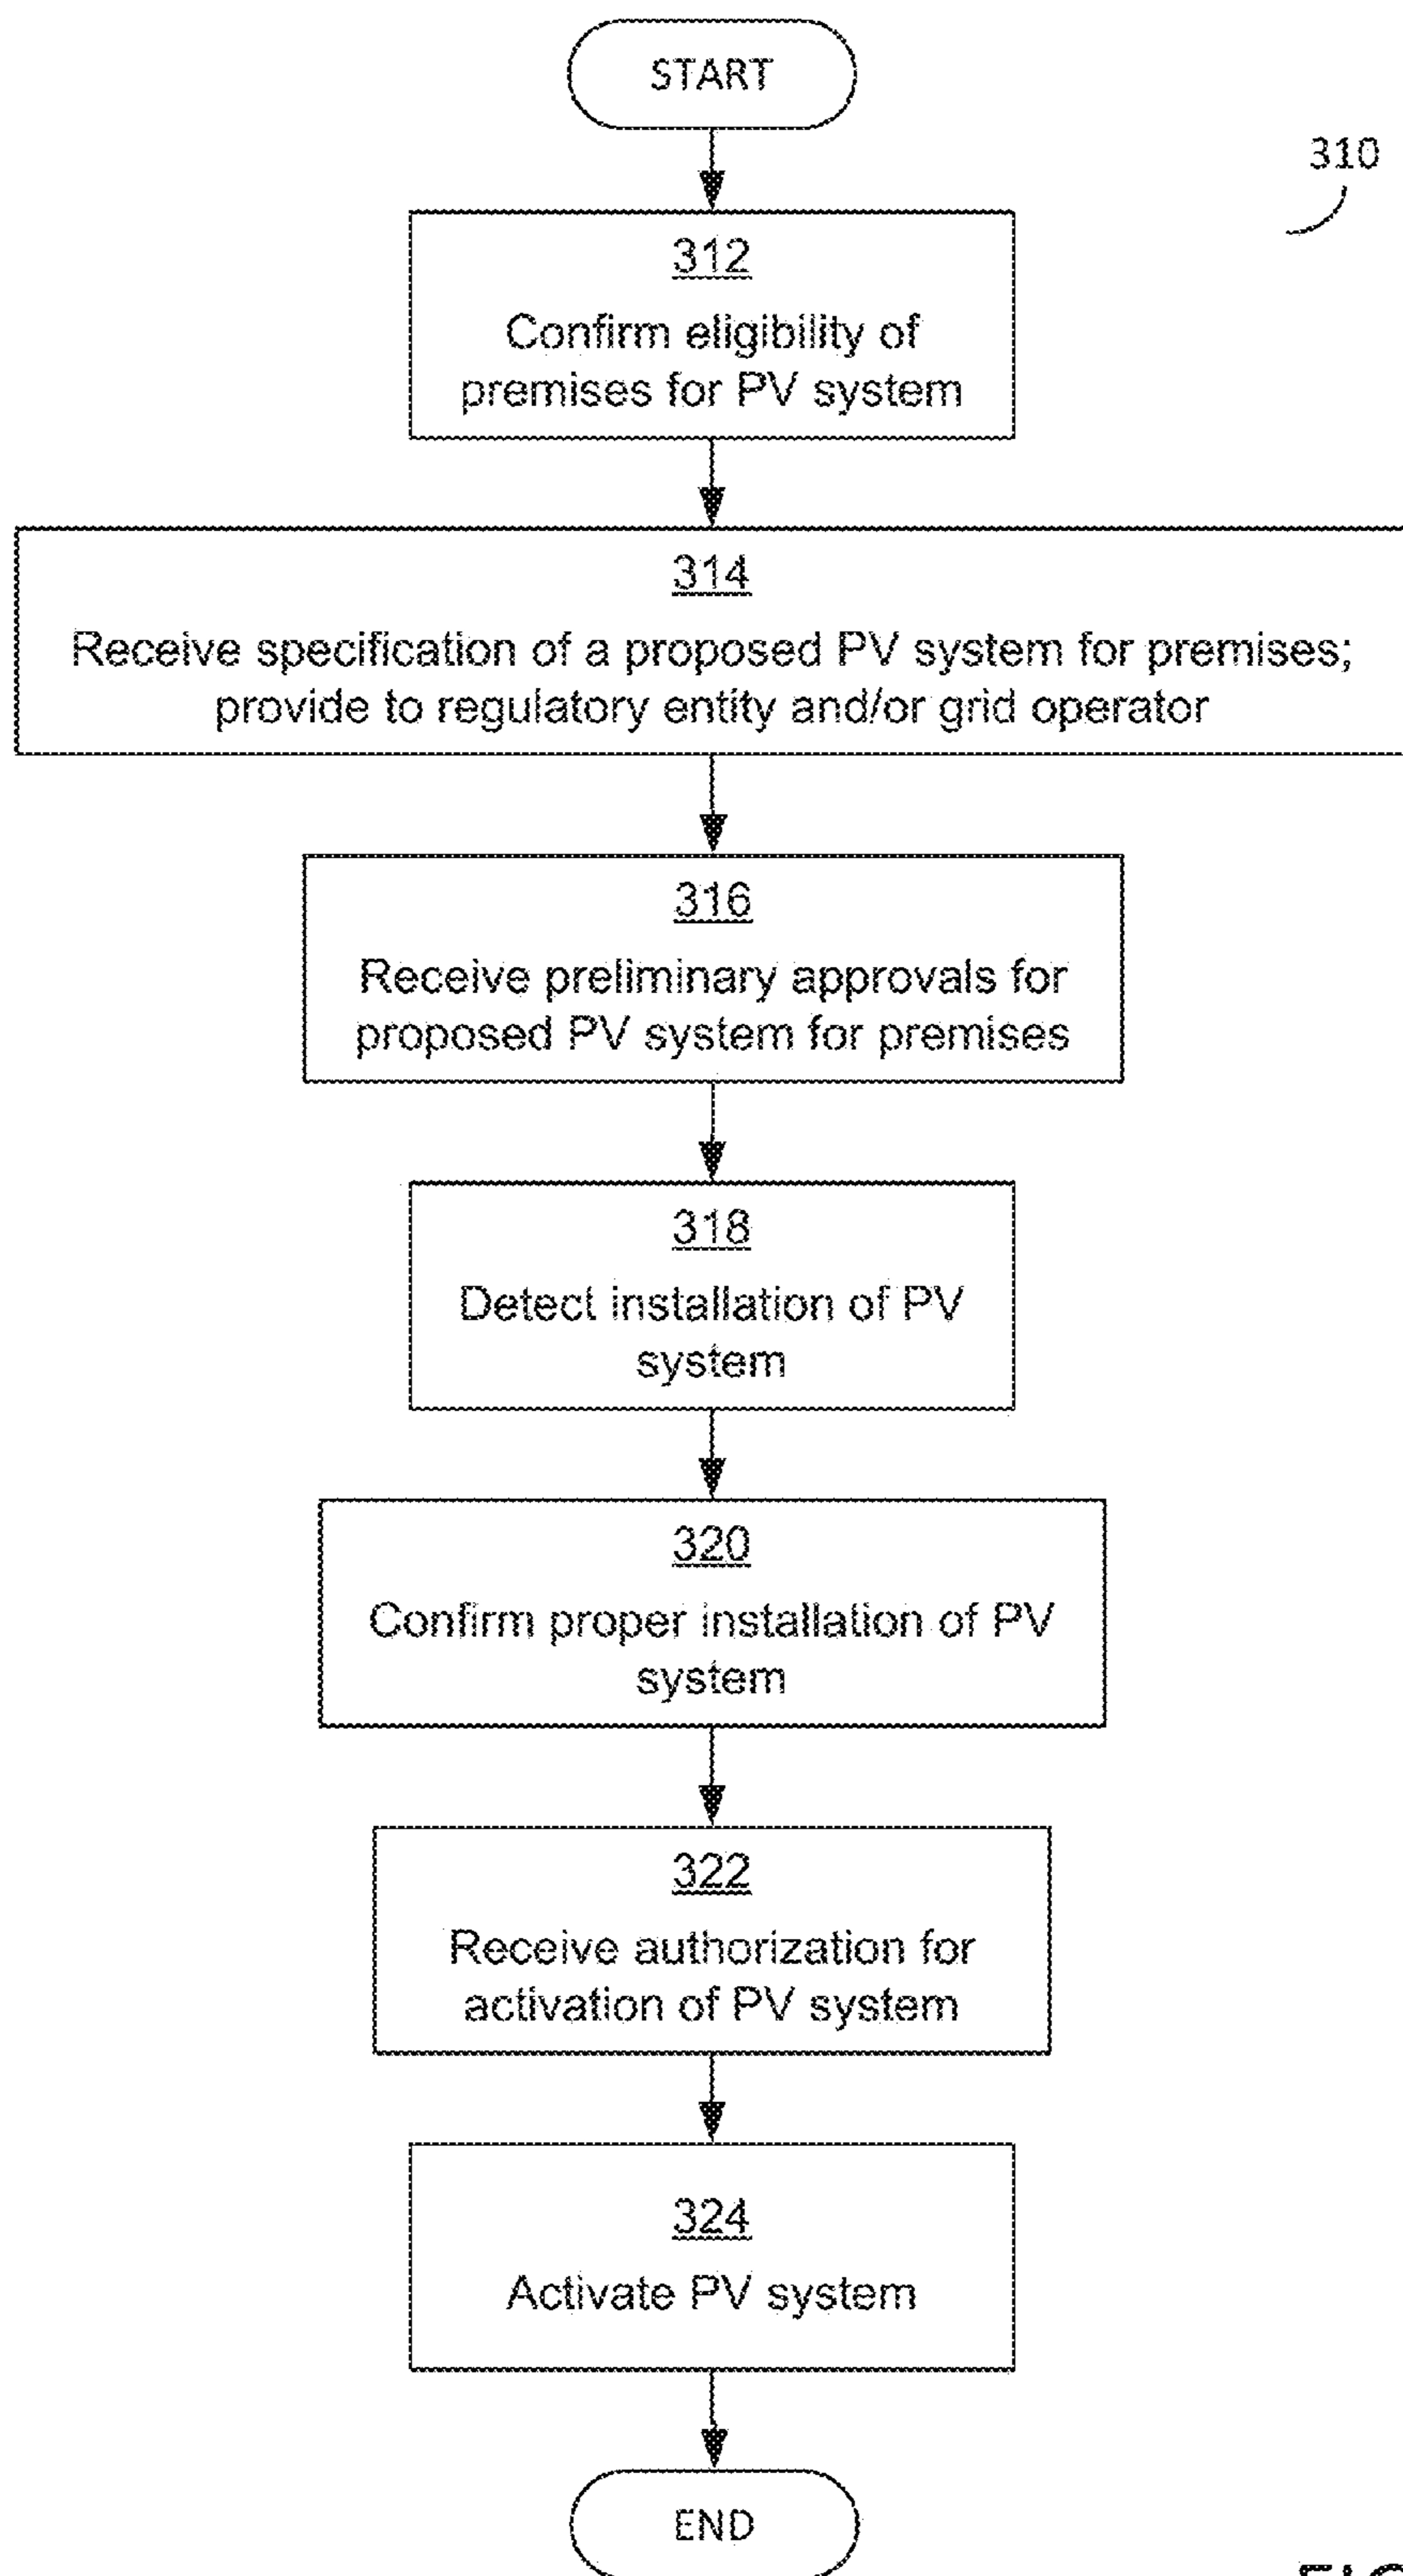 START
310
312
Confirm eligibility of
premises for PV system
314
Receive specification of a proposed PV system for premises;
provide to regulatory entity and/or grid operator
316
Receive preliminary approvals for
proposed PV system for premises
318
Detect installation of PV
system
320
Confirm proper installation of PV
system
322
Receive authorization for
activation of PV system
324
Activate PV system
END